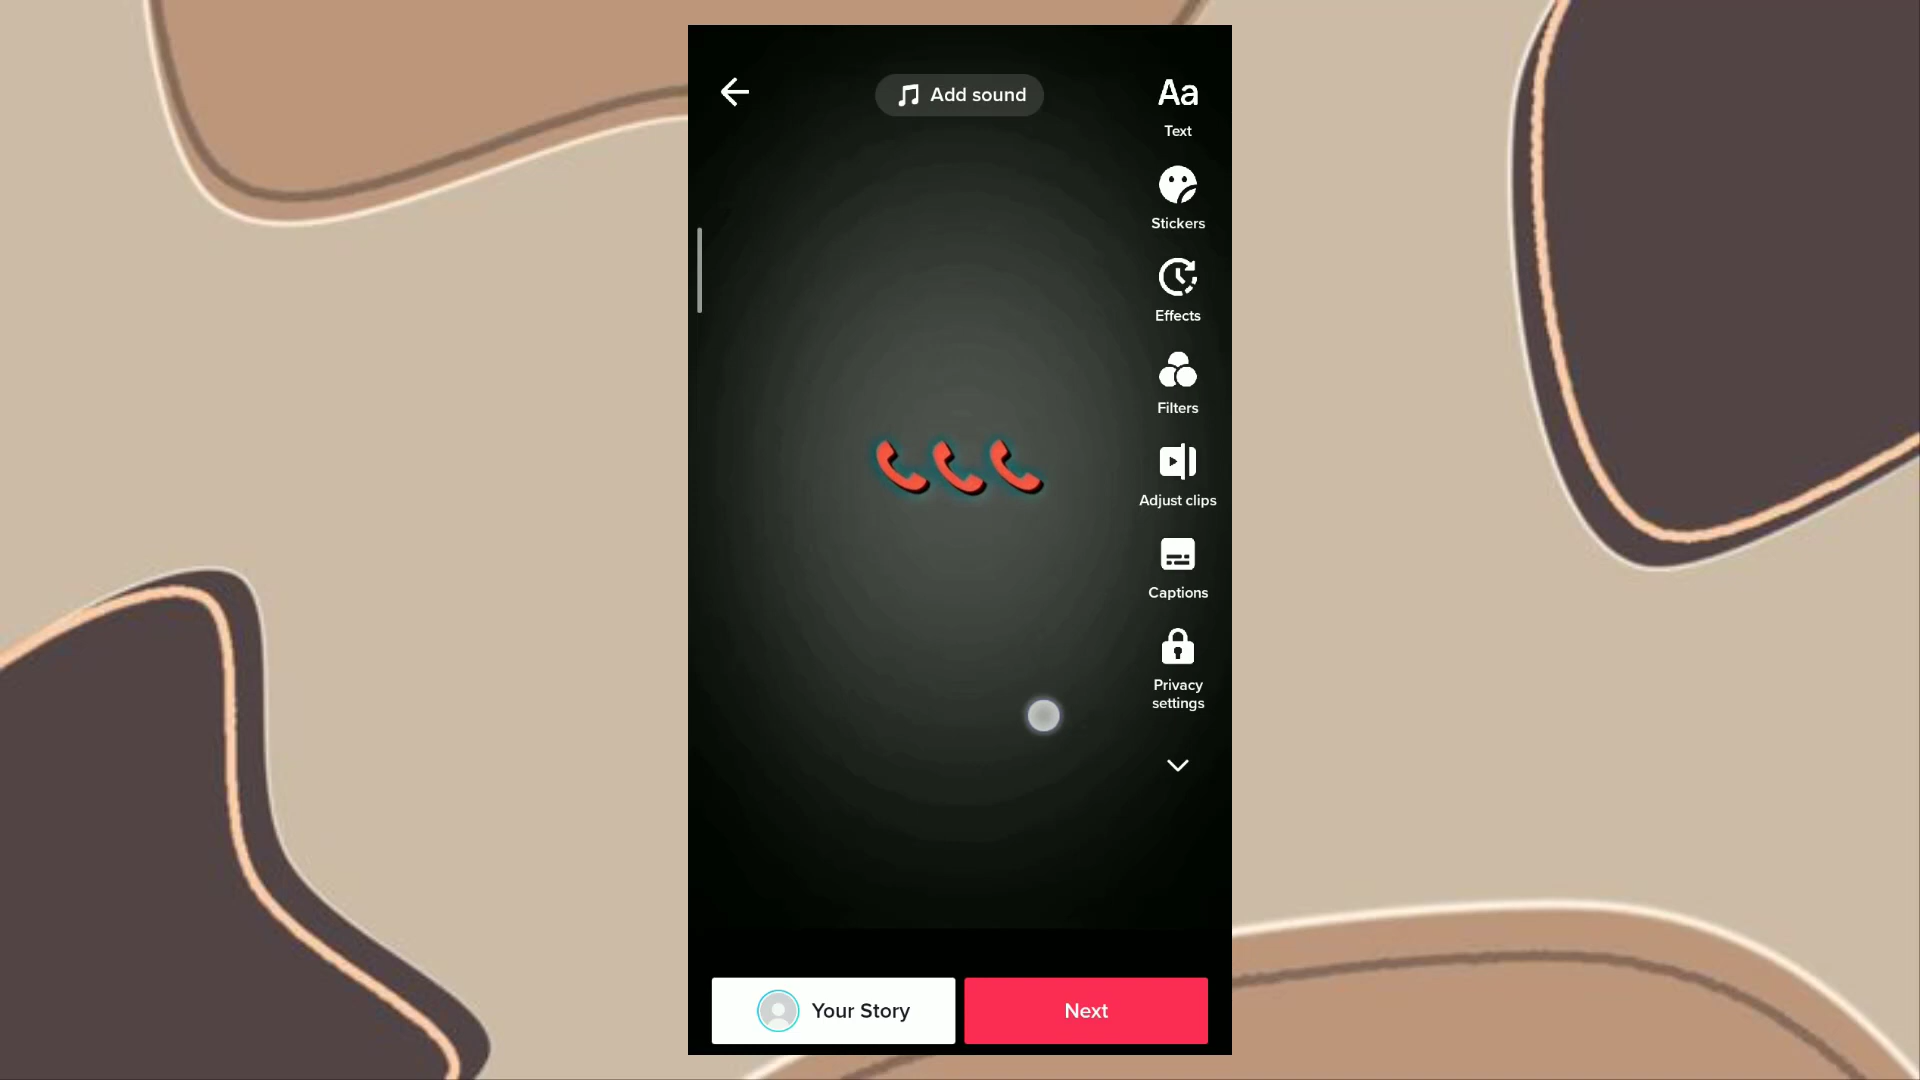 Add sound
Aa
Text
Stickers
Effects
Filters
Adjust clips
Captions
Privacy
settings
Your Story
Next